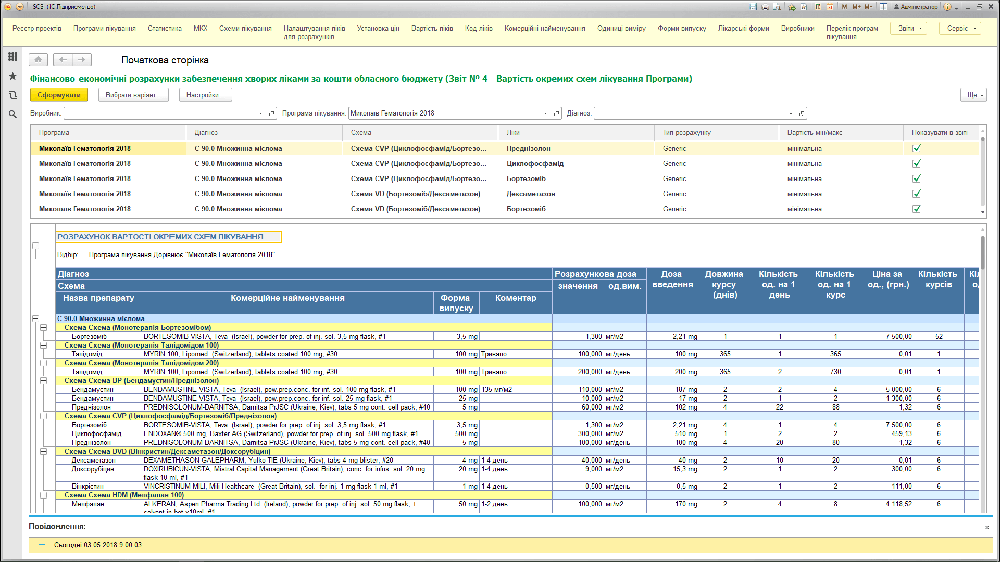 SCS (1С:Підприємство)
M M+ M- Адміністратор
Реєстр проектів Програми лікування Статистика МКХ Схеми лікування Налаштування ліків для розрахунків Установка цін Вартість ліків Код ліків Комерційні найменування Одиниці виміру Форми випуску Лікарські форми Виробники Перелік програм лікування Звіти Сервіс
Початкова сторінка
Фінансово-економічні розрахунки забезпечення хворих ліками за кошти обласного бюджету (Звіт № 4 - Вартість окремих схем лікування Програми)
Сформувати Вибрати варіант... Настройки... Ще
Виробник: Програма лікування: Миколаїв Гематологія 2018 Діагноз:
Програма Діагноз Схема Ліки Тип розрахунку Вартість мін/макс Показувати в звіті
Миколаїв Гематологія 2018 С 90.0 Множинна мієлома Схема CVP (Циклофосфамід/Бортезо... Преднізолон Generic мінімальна
Миколаїв Гематологія 2018 С 90.0 Множинна мієлома Схема CVP (Циклофосфамід/Бортезо... Циклофосфамід Generic мінімальна
Миколаїв Гематологія 2018 С 90.0 Множинна мієлома Схема CVP (Циклофосфамід/Бортезо... Бортезоміб Generic мінімальна
Миколаїв Гематологія 2018 С 90.0 Множинна мієлома Схема VD (Бортезоміб/Дексаметазон) Дексаметазон Generic мінімальна
Миколаїв Гематологія 2018 С 90.0 Множинна мієлома Схема VD (Бортезоміб/Дексаметазон) Бортезоміб Generic мінімальна
РОЗРАХУНОК ВАРТОСТІ ОКРЕМИХ СХЕМ ЛІКУВАННЯ
Відбір: Програма лікування Дорівнює "Миколаїв Гематологія 2018"
Діагноз Розрахункова доза Доза введення Довжина курсу (днів) Кількість од. на 1 день Кількість од. на 1 курс Ціна за од., (грн.) Кількість курсів
Схема значення од.вим.
Назва препарату Комерційне найменування Форма випуску Коментар
С 90.0 Множинна мієлома
Схема Схема (Монотерапія Бортезомібом)
Бортезоміб BORTESOMIB-VISTA, Teva (Israel), powder for prep. of inj. sol. 3,5 mg flask, #1 3,5 mg 1,300 мг/м2 2,21 mg 1 1 1 7 500,00 52
Схема Схема (Монотерапія Талідомідом 100)
Талідомід MYRIN 100, Lipomed (Switzerland), tablets coated 100 mg, #30 100 mg Тривало 100,000 мг/день 100 mg 365 1 365 0,01 1
Схема Схема (Монотерапія Талідомідом 200)
Талідомід MYRIN 100, Lipomed (Switzerland), tablets coated 100 mg, #30 100 mg Тривало 200,000 мг/день 200 mg 365 2 730 0,01 1
Схема Схема BP (Бендамустин/Преднізолон)
Бендамустин BENDAMUSTINE-VISTA, Teva (Israel), pow.prep.conc. for inf. sol. 100 mg flask, #1 100 mg 135 мг/м2 110,000 мг/м2 187 mg 2 2 4 5 000,00 6
Бендамустин BENDAMUSTINE-VISTA, Teva (Israel), pow.prep.conc. for inf. sol. 25 mg flask, #1 25 mg 10,000 мг/м2 17 mg 2 1 2 1 300,00 6
Преднізолон PREDNISOLONUM-DARNITSA, Darnitsa PrJSC (Ukraine, Kiev), tabs 5 mg cont. cell pack, #40 5 mg 60,000 мг/м2 102 mg 4 22 88 1,32 6
Схема Схема CVP (Циклофосфамід/Бортезоміб/Преднізолон)
Бортезоміб BORTESOMIB-VISTA, Teva (Israel), powder for prep. of inj. sol. 3,5 mg flask, #1 3,5 mg 1,300 мг/м2 2,21 mg 4 1 4 7 500,00 6
Циклофосфамід ENDOXAN® 500 mg, Baxter AG (Switzerland), powder for prep. of inj. sol. 500 mg flask, #1 500 mg 300,000 мг/м2 510 mg 1 2 2 459,13 6
Преднізолон PREDNISOLONUM-DARNITSA, Darnitsa PrJSC (Ukraine, Kiev), tabs 5 mg cont. cell pack, #40 5 mg 100,000 мг/м2 100 mg 4 20 80 1,32 6
Схема Схема DVD (Вінкристин/Дексаметазон/Доксорубіцин)
Дексаметазон DEXAMETHASON GALEPHARM, Yulko TIE (Ukraine, Kiev), tabs 4 mg blister, #20 4 mg 1-4 день 40,000 мг/день 40 mg 2 10 20 0,01 6
Доксорубіцин DOXIRUBICUN-VISTA, Mistral Capital Management (Great Britain), conc. for infus. sol. 20 mg 20 mg 1-4 день 9,000 мг/м2 15,3 mg 2 1 2 300,00 6
flask 10 ml, #1
Вінкрістин VINCRISTINUM-MILI, Mili Healthcare (Great Britain), sol. for inj. 1 mg flask 1 ml, #1 1 mg 1-4 день 0,500 мг/день 0,5 mg 2 1 2 111,00 6
Схема Схема HDM (Мелфалан 100)
Мелфалан ALKERAN, Aspen Pharma Trading Ltd. (Ireland), powder for prep. of inj. sol. 50 mg flask, + 50 mg 1-2 день 100,000 мг/м2 170 mg 2 4 8 4 118,52 6
Повідомлення:
Сьогодні 03.05.2018 9:00:03